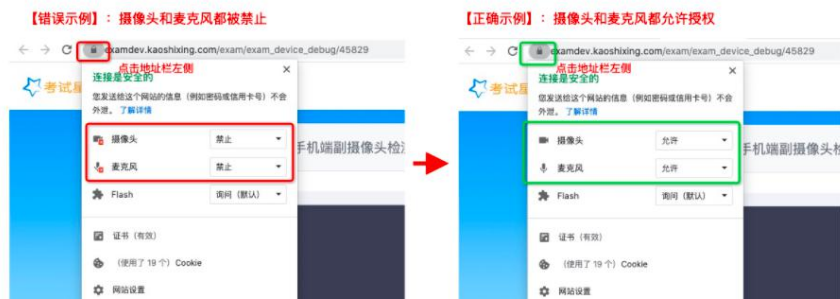 【错误示例】：摄像头和麦克风都被禁止
examdev.kaoshixing.com/exam/exam_device_debug/45829
点击地址栏左侧
连接是安全的
考试星
您发送给这个网站的信息（例如密码或信用卡号）不会
外泄。 了解详情
摄像头 禁止
麦克风 禁止
手机端副摄像头检测
Flash 询问（默认）
证书（有效）
（使用了 19 个）Cookie
网站设置
【正确示例】：摄像头和麦克风都允许授权
examdev.kaoshixing.com/exam/exam_device_debug/45829
点击地址栏左侧
连接是安全的
考试星
您发送给这个网站的信息（例如密码或信用卡号）不会
外泄。 了解详情
摄像头 允许
麦克风 允许
手机端副摄像头检
Flash 询问（默认）
证书（有效）
（使用了 19 个）Cookie
网站设置